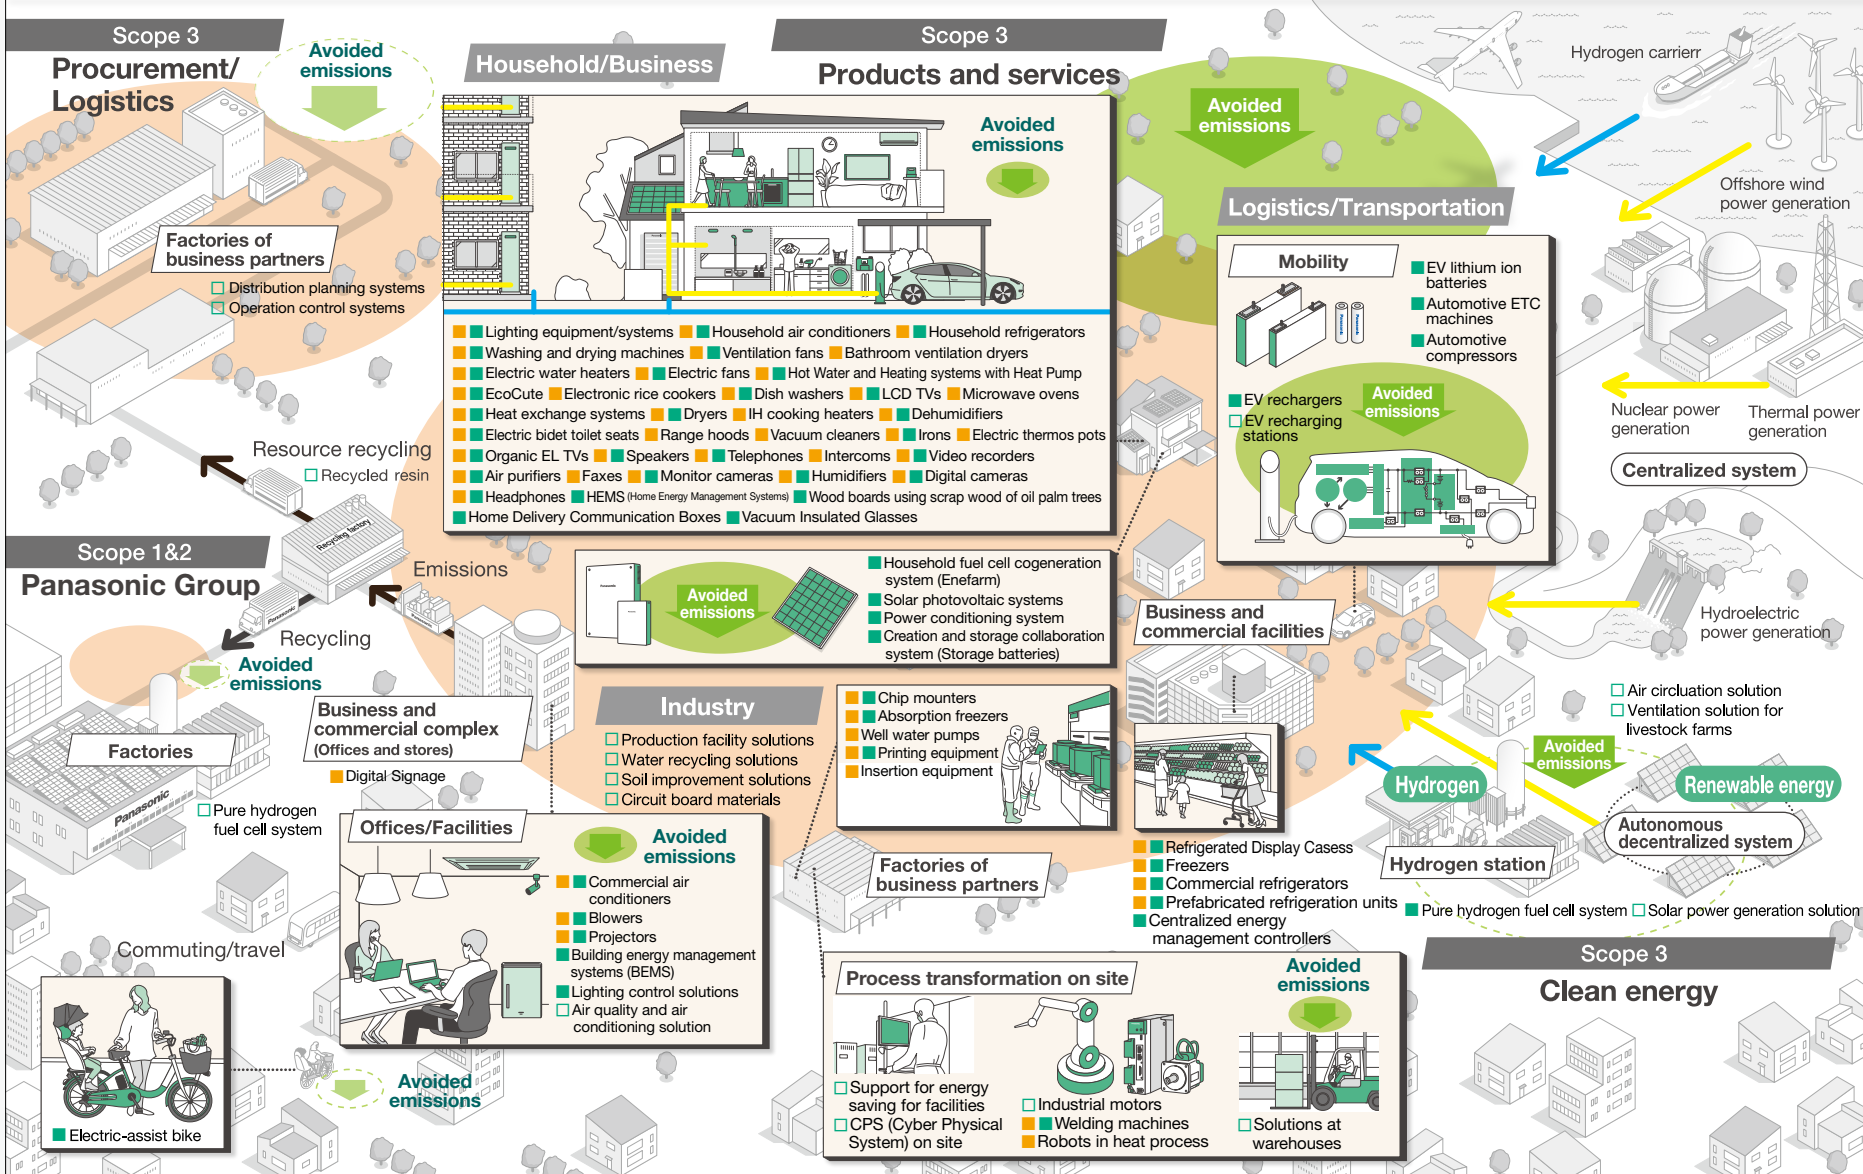 Scope 3
Procurement/
Logistics
Avoided
emissions
Household/Business
Scope 3
Products and services
Avoided
emissions
Avoided
emissions
Hydrogen carrierr
Offshore wind
power generation
Factories of
business partners
Distribution planning systems
Operation control systems
Lighting equipment/systems Household air conditioners Household refrigerators
Washing and drying machines Ventilation fans Bathroom ventilation dryers
Electric water heaters Electric fans Hot Water and Heating systems with Heat Pump
EcoCute Electronic rice cookers Dish washers LCD TVs Microwave ovens
Heat exchange systems Dryers IH cooking heaters Dehumidifiers
Electric bidet toilet seats Range hoods Vacuum cleaners Irons Electric thermos pots
Organic EL TVs Speakers Telephones Intercoms Video recorders
Air purifiers Faxes Monitor cameras Humidifiers Digital cameras
Headphones HEMS (Home Energy Management Systems) Wood boards using scrap wood of oil palm trees
Home Delivery Communication Boxes Vacuum Insulated Glasses
Logistics/Transportation
Mobility
EV lithium ion
batteries
Automotive ETC
machines
Automotive
compressors
Panasonic
Panasonic
EV rechargers
EV recharging
stations
Avoided
emissions
Nuclear power
generation
Thermal power
generation
Centralized system
Hydroelectric
power generation
Resource recycling
Recycled resin
Recycling factory
Scope 1&2
Panasonic Group
Emissions
Panasonic
Recycling
Avoided
emissions
Panasonic
Avoided
emissions
Household fuel cell cogeneration
system (Enefarm)
Solar photovoltaic systems
Power conditioning system
Creation and storage collaboration
system (Storage batteries)
Business and
commercial facilities
Factories
Panasonic
Pure hydrogen
fuel cell system
Business and
commercial complex
(Offices and stores)
Digital Signage
Industry
Production facility solutions
Water recycling solutions
Soil improvement solutions
Circuit board materials
Chip mounters
Absorption freezers
Well water pumps
Printing equipment
Insertion equipment
Air circluation solution
Ventilation solution for
livestock farms
Avoided
emissions
Hydrogen
Renewable energy
Autonomous
decentralized system
Hydrogen station
Pure hydrogen fuel cell system Solar power generation solution
Offices/Facilities
Avoided
emissions
Commercial air
conditioners
Blowers
Projectors
Building energy management
systems (BEMS)
Lighting control solutions
Air quality and air
conditioning solution
Factories of
business partners
Refrigerated Display Casess
Freezers
Commercial refrigerators
Prefabricated refrigeration units
Centralized energy
management controllers
Scope 3
Clean energy
Commuting/travel
Electric-assist bike
Avoided
emissions
Process transformation on site
Avoided
emissions
Support for energy
saving for facilities
CPS (Cyber Physical
System) on site
Industrial motors
Welding machines
Robots in heat process
Solutions at
warehouses